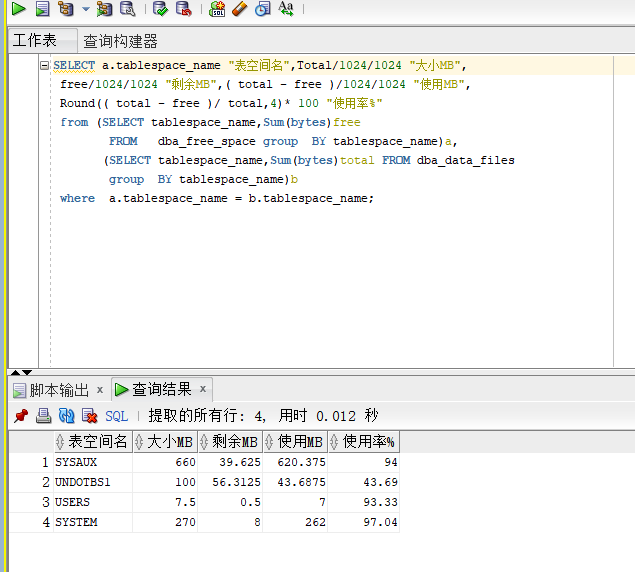 SQL
Aa
工作表 查询构建器
SELECT a.tablespace_name "表空间名",Total/1024/1024 "大小MB",
free/1024/1024 "剩余MB",( total - free )/1024/1024 "使用MB",
Round(( total - free )/ total,4)* 100 "使用率%"
from (SELECT tablespace_name,Sum(bytes)free
FROM dba_free_space group BY tablespace_name)a,
(SELECT tablespace_name,Sum(bytes)total FROM dba_data_files
group BY tablespace_name)b
where a.tablespace_name = b.tablespace_name;
脚本输出 x 查询结果 x
SQL | 提取的所有行: 4, 用时 0.012 秒
表空间名 大小MB 剩余MB 使用MB 使用率%
1 SYSAUX 660 39.625 620.375 94
2 UNDOTBS1 100 56.3125 43.6875 43.69
3 USERS 7.5 0.5 7 93.33
4 SYSTEM 270 8 262 97.04